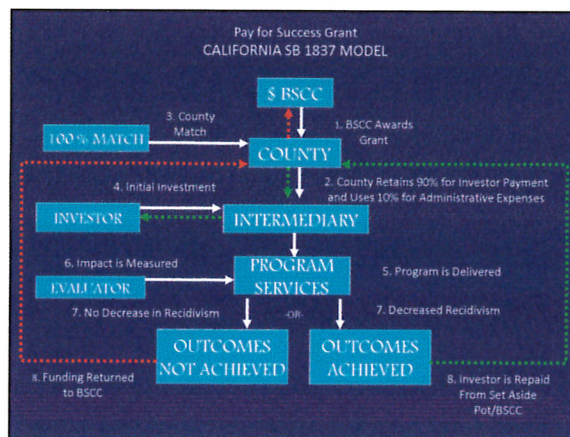 Pay for Success Grant
CALIFORNIA SB 1837 MODEL
$ BSCC
3. County
Match
1. BSCC Awards
Grant
100 % MATCH
COUNTY
2. County Retains 90% for Investor Payment
and Uses 10% for Administrative Expenses
4. Initial Investment
INVESTOR
INTERMEDIARY
6. Impact is Measured
PROGRAM
SERVICES
5. Program is Delivered
EVALUATOR
7. No Decrease in Recidivism
-OR-
7. Decreased Recidivism
OUTCOMES
NOT ACHIEVED
OUTCOMES
ACHIEVED
8. Funding Returned
to BSCC
8. Investor is Repaid
From Set Aside
Pot/BSCC